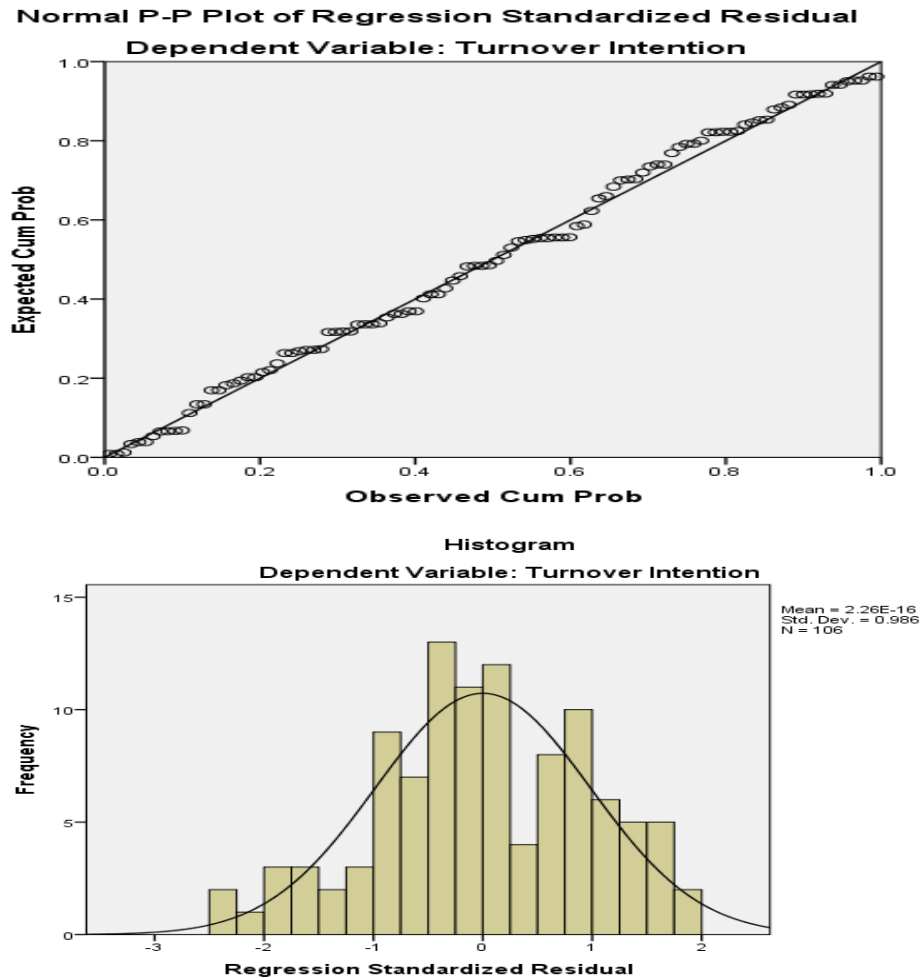 Normal P-P Plot of Regression Standardized Residual
Dependent Variable: Turnover Intention
1.0
0.8
0.6
0.4
0.2
0.0
Expected Cum Prob
0.0 0.2 0.4 0.6 0.8 1.0
Observed Cum Prob
Histogram
Dependent Variable: Turnover Intention
15
10
5
0
Frequency
Mean = 2.26E-16
Std. Dev. = 0.986
N = 106
-3 -2 -1 0 1 2
Regression Standardized Residual